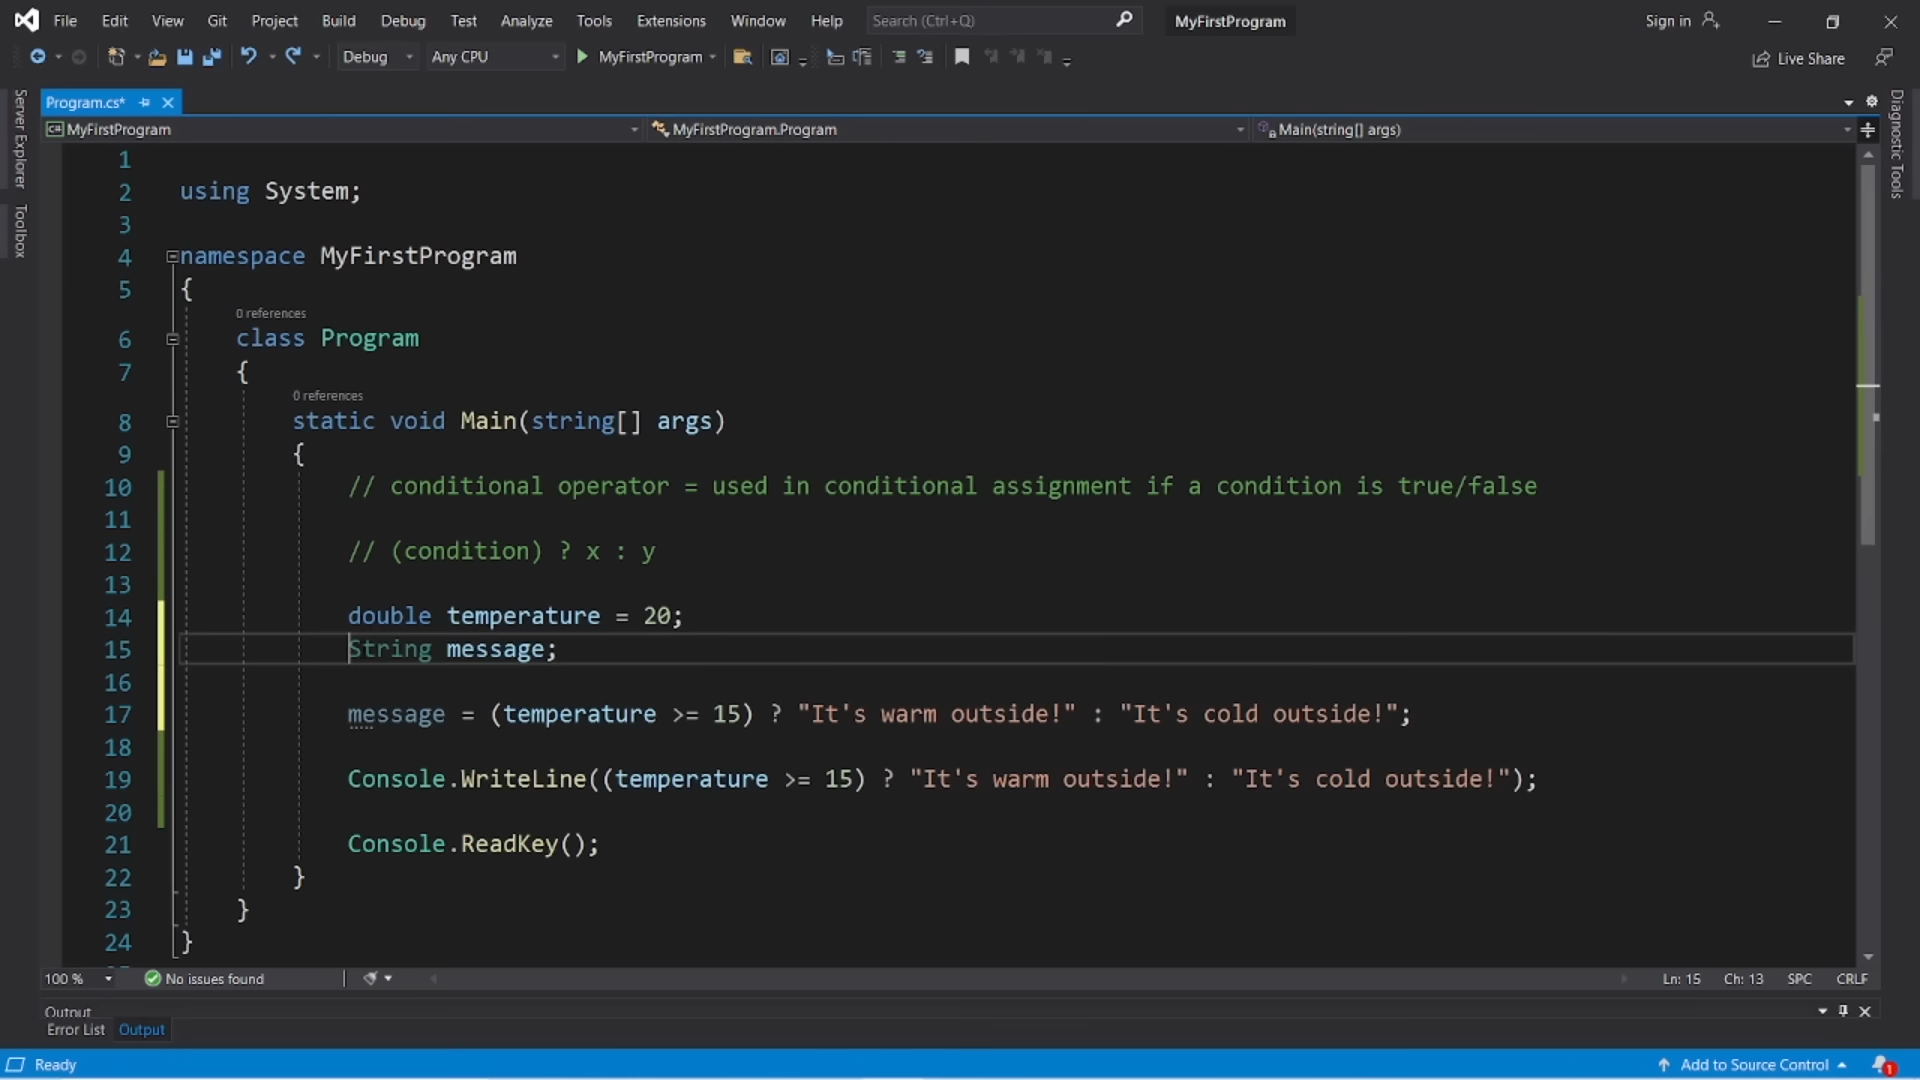 File Edit View Git Project Build Debug Test Analyze Tools Extensions Window Help Search (Ctrl+Q) MyFirstProgram Sign in
Debug Any CPU MyFirstProgram Live Share
Server Explorer
Toolbox
Diagnostic Tools
Program.cs*
C# MyFirstProgram MyFirstProgram.Program Main(string[] args)
1
2 using System;
3
4 namespace MyFirstProgram
5 {
0 references
6 class Program
7 {
0 references
8 static void Main(string[] args)
9 {
10 // conditional operator = used in conditional assignment if a condition is true/false
11
12 // (condition) ? x : y
13
14 double temperature = 20;
15 String message;
16
17 message = (temperature >= 15) ? "It's warm outside!" : "It's cold outside!";
18
19 Console.WriteLine((temperature >= 15) ? "It's warm outside!" : "It's cold outside!");
20
21 Console.ReadKey();
22 }
23 }
24 }
100 % No issues found Ln: 15 Ch: 13 SPC CRLF
Output
Error List Output
Ready Add to Source Control 1